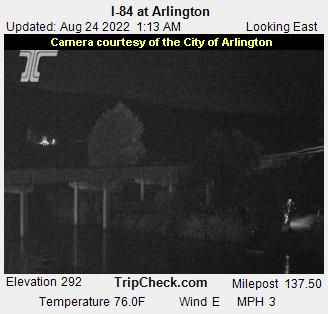 I-84 at Arlington
Updated: Aug 24 2022 1:13 AM Looking East
Camera courtesy of the City of Arlington
Elevation 292 TripCheck.com Milepost 137.50
Temperature 76.0F Wind E MPH 3